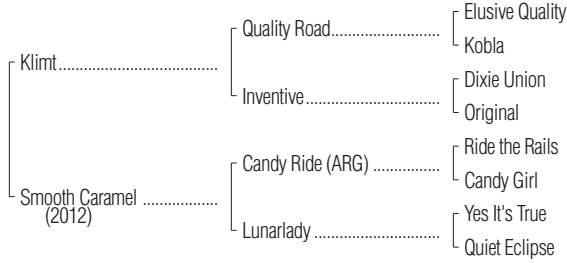 Elusive Quality
Quality Road
Kobla
Klimt
Dixie Union
Inventive
Original
Ride the Rails
Candy Ride (ARG)
Candy Girl
Smooth Caramel
(2012)
Yes It's True
Lunarlady
Quiet Eclipse